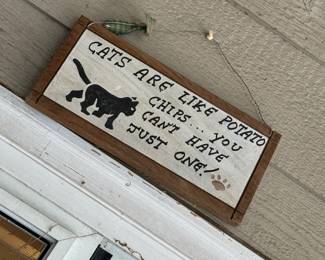 CATS ARE LIKE POTATO
CHIPS... YOU
CAN'T HAVE
JUST ONE!